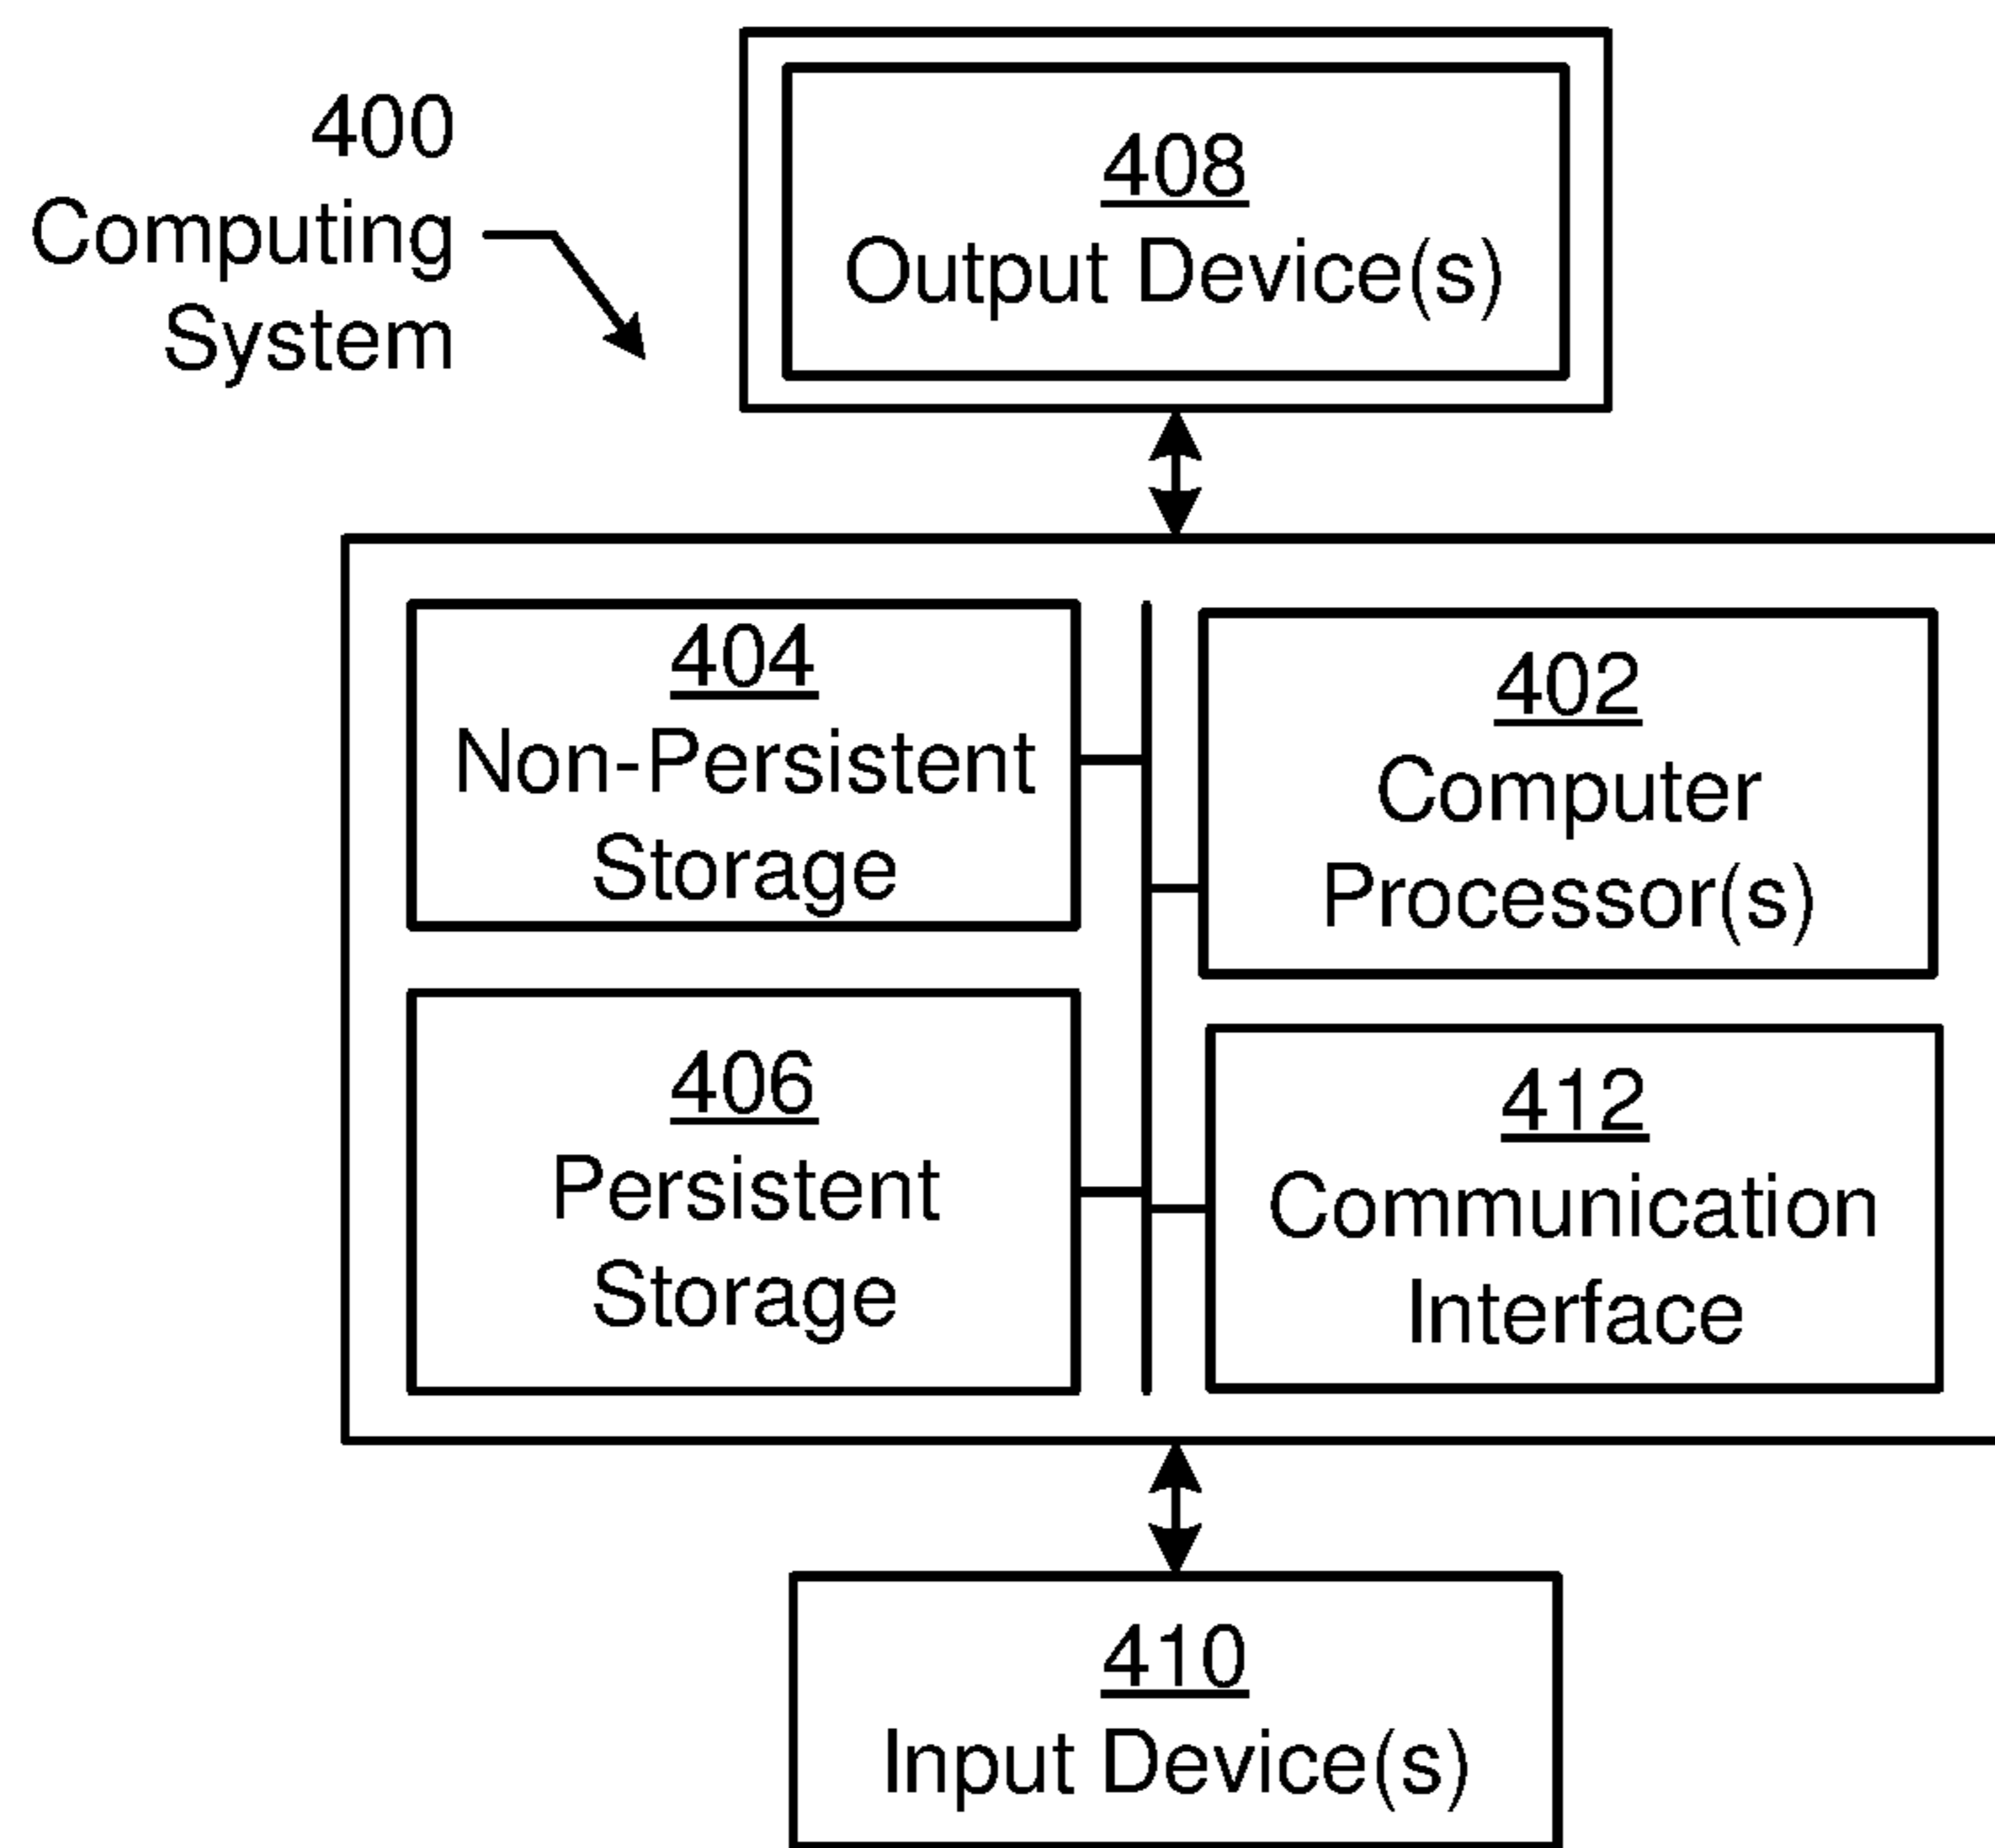 400
Computing
System
408
Output Device(s)
404
Non-Persistent
Storage
402
Computer
Processor(s)
406
Persistent
Storage
412
Communication
Interface
410
Input Device(s)